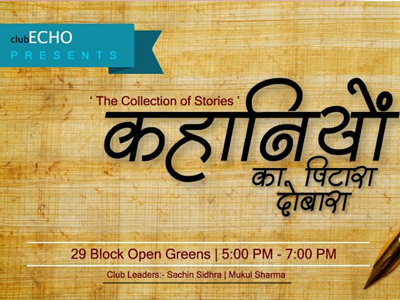 clubECHO
PRESENTS
‘ The Collection of Stories ’
कहानियों
का पिटारा
दोबारा
29 Block Open Greens | 5:00 PM - 7:00 PM
Club Leaders:- Sachin Sidhra | Mukul Sharma